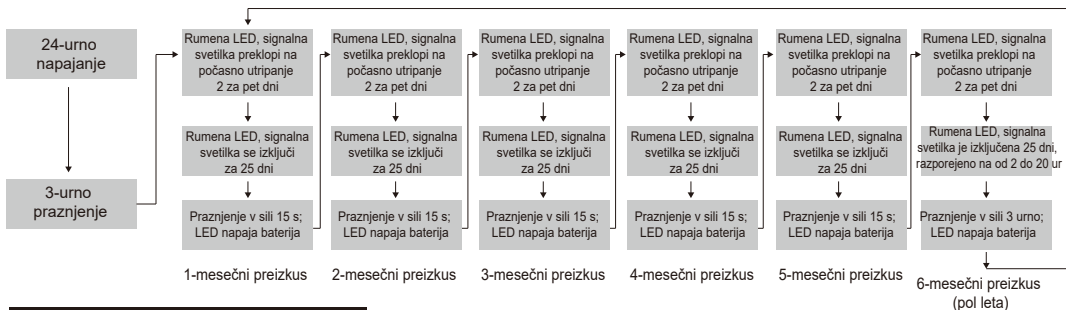 24-urno
napajanje
3-urno
praznjenje
Rumena LED, signalna
svetilka preklopi na
počasno utripanje
2 za pet dni
Rumena LED, signalna
svetilka se izključi
za 25 dni
Praznjenje v sili 15 s;
LED napaja baterija
1-mesečni preizkus
Rumena LED, signalna
svetilka preklopi na
počasno utripanje
2 za pet dni
Rumena LED, signalna
svetilka se izključi
za 25 dni
Praznjenje v sili 15 s;
LED napaja baterija
2-mesečni preizkus
Rumena LED, signalna
svetilka preklopi na
počasno utripanje
2 za pet dni
Rumena LED, signalna
svetilka se izključi
za 25 dni
Praznjenje v sili 15 s;
LED napaja baterija
3-mesečni preizkus
Rumena LED, signalna
svetilka preklopi na
počasno utripanje
2 za pet dni
Rumena LED, signalna
svetilka se izključi
za 25 dni
Praznjenje v sili 15 s;
LED napaja baterija
4-mesečni preizkus
Rumena LED, signalna
svetilka preklopi na
počasno utripanje
2 za pet dni
Rumena LED, signalna
svetilka se izključi
za 25 dni
Praznjenje v sili 15 s;
LED napaja baterija
5-mesečni preizkus
Rumena LED, signalna
svetilka preklopi na
počasno utripanje
2 za pet dni
Rumena LED, signalna
svetilka je izključena 25 dni,
razporejeno na od 2 do 20 ur
Praznjenje v sili 3 urno;
LED napaja baterija
6-mesečni preizkus
(pol leta)